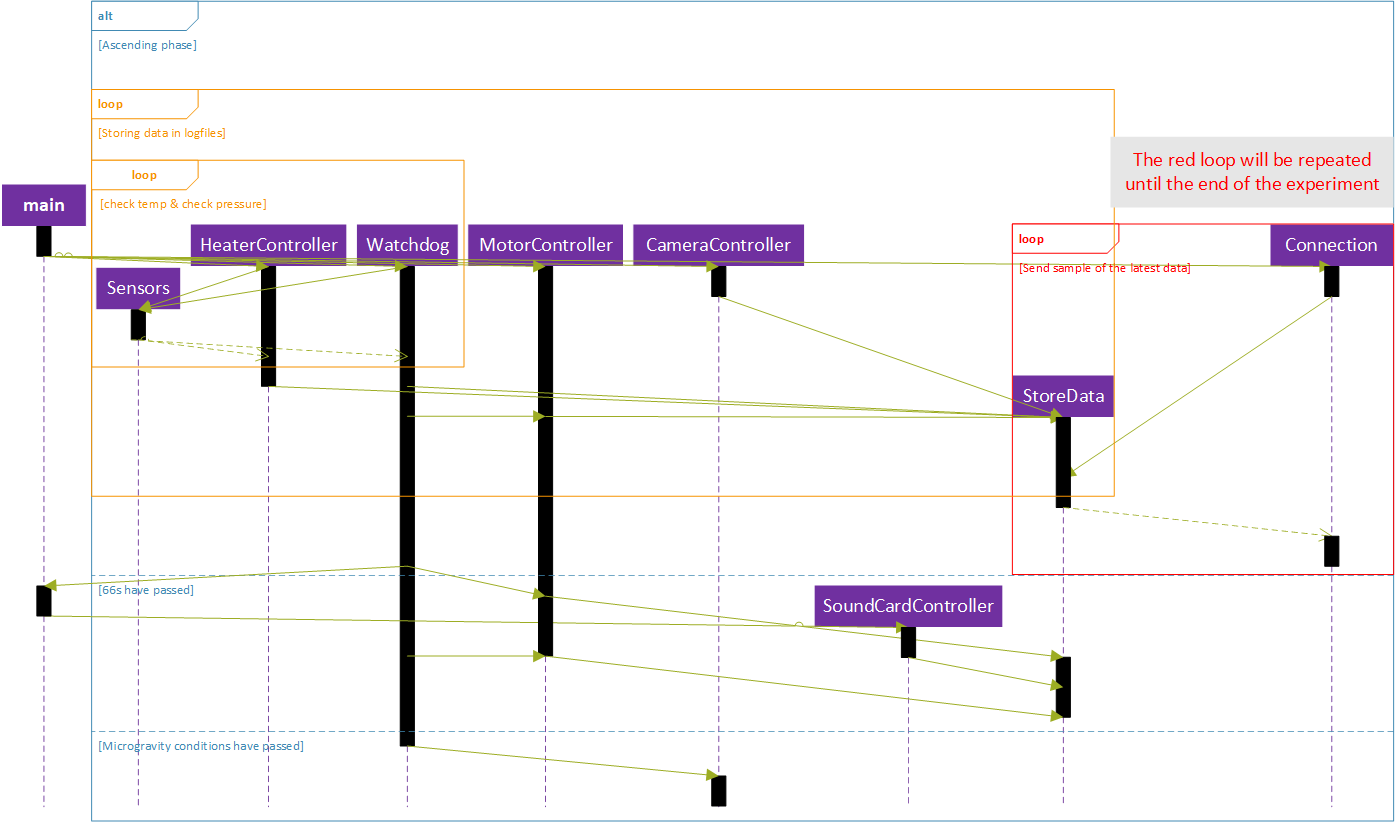 alt
[Ascending phase]
loop
[Storing data in logfiles]
The red loop will be repeated
until the end of the experiment
loop
[check temp & check pressure]
main
HeaterController
Watchdog
MotorController
CameraController
loop
Connection
[Send sample of the latest data]
Sensors
StoreData
[66s have passed]
SoundCardController
[Microgravity conditions have passed]